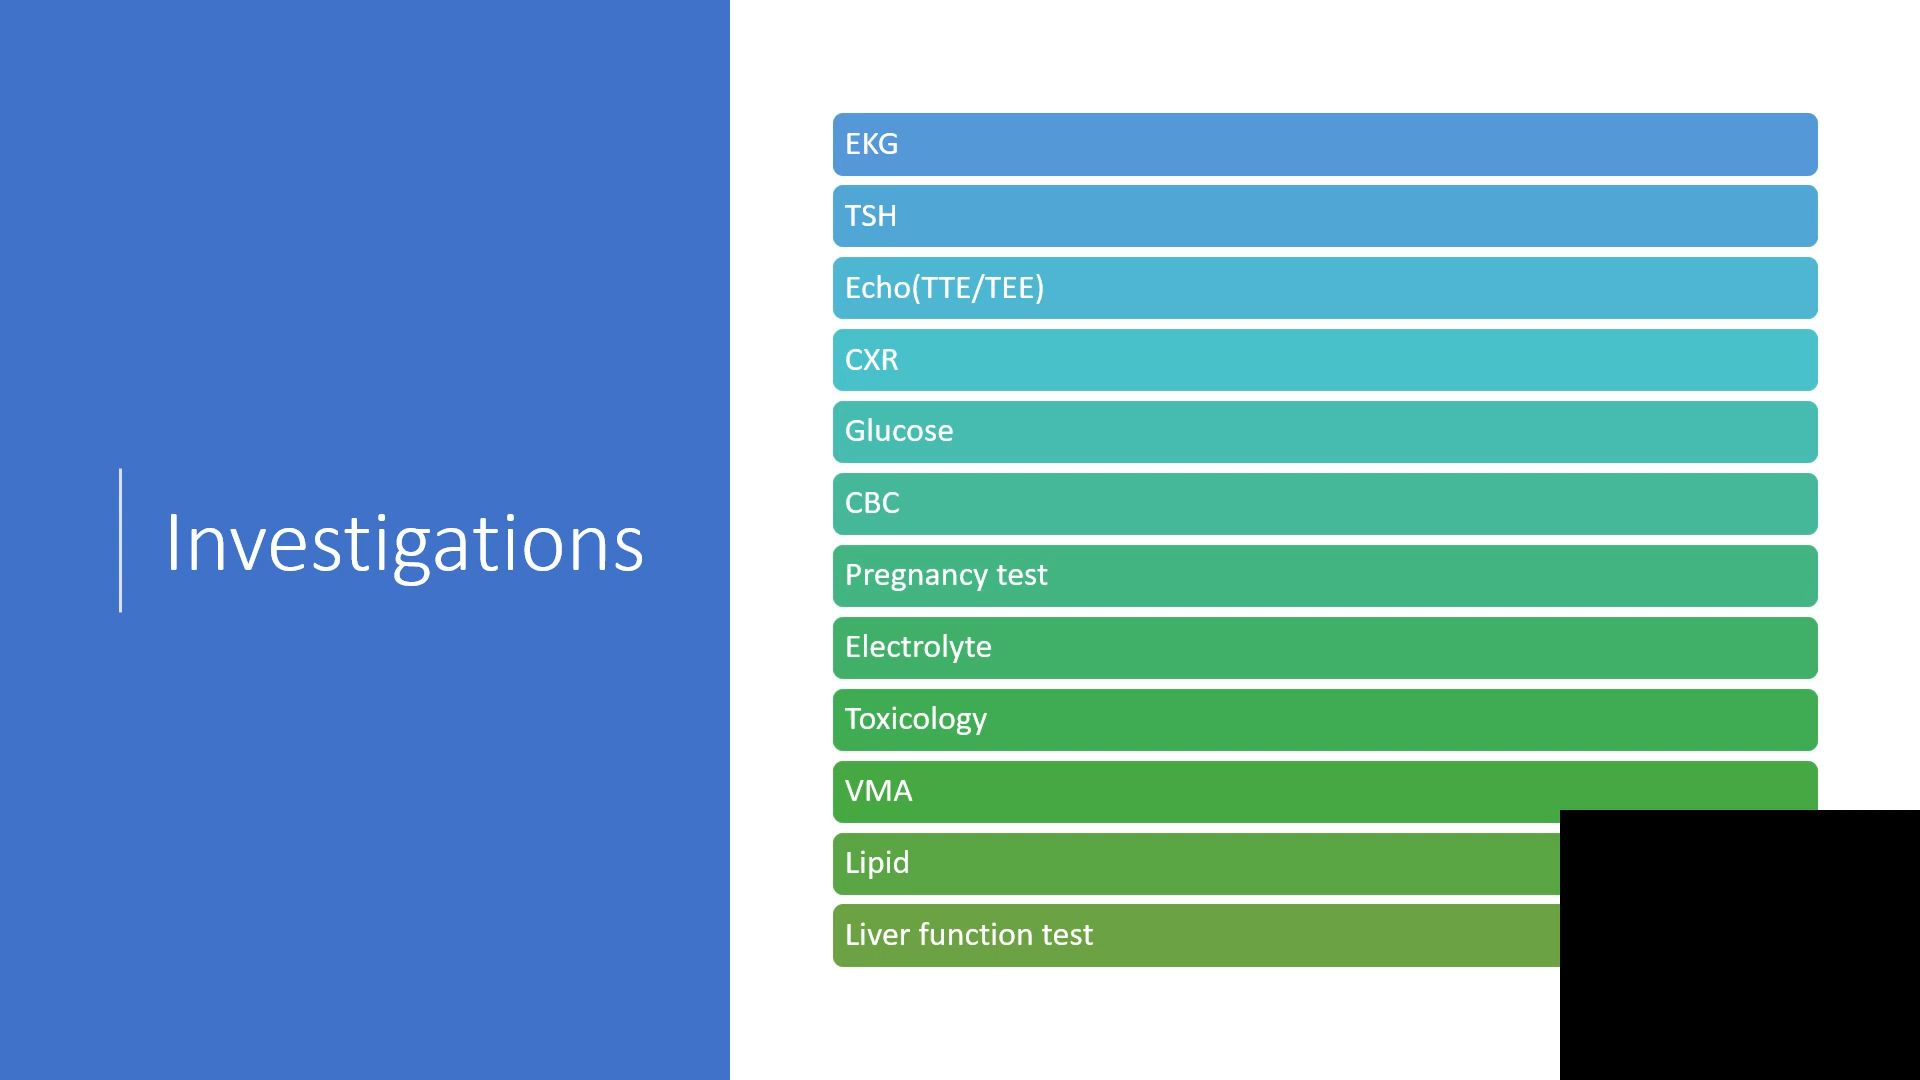 Investigations
EKG
TSH
Echo(TTE/TEE)
CXR
Glucose
CBC
Pregnancy test
Electrolyte
Toxicology
VMA
Lipid
Liver function test